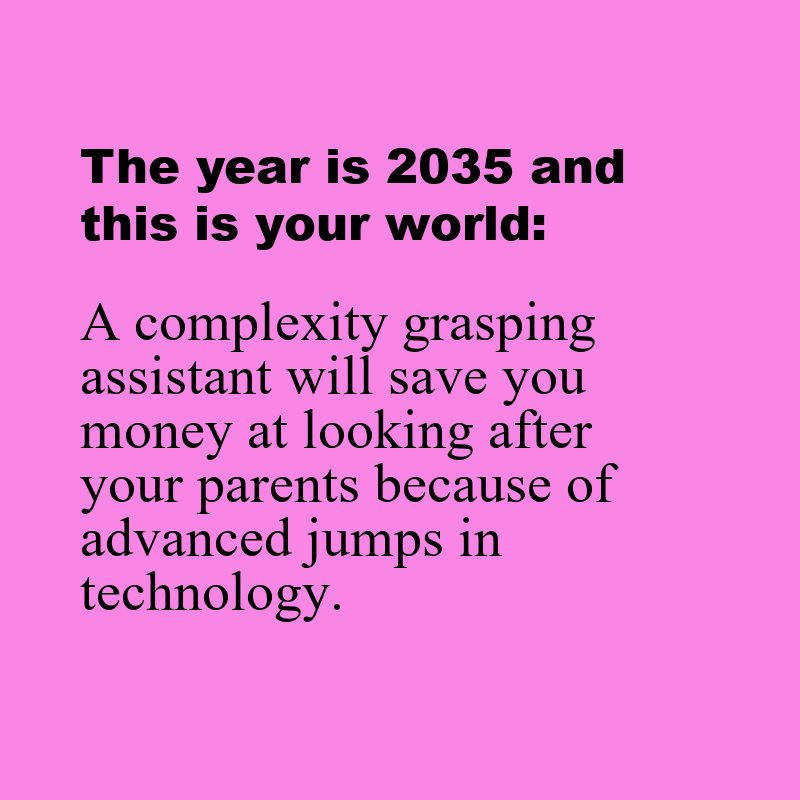 The year is 2035 and
this is your world:
A complexity grasping
assistant will save you
money at looking after
your parents because of
advanced jumps in
technology.